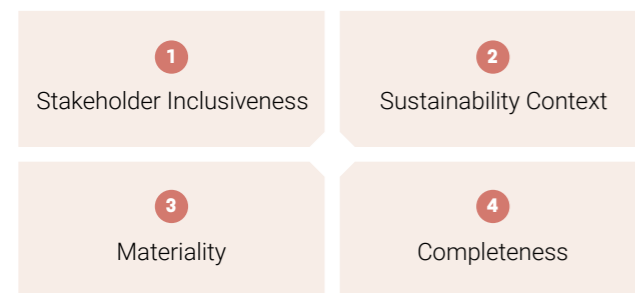 1
Stakeholder Inclusiveness
2
Sustainability Context
3
Materiality
4
Completeness